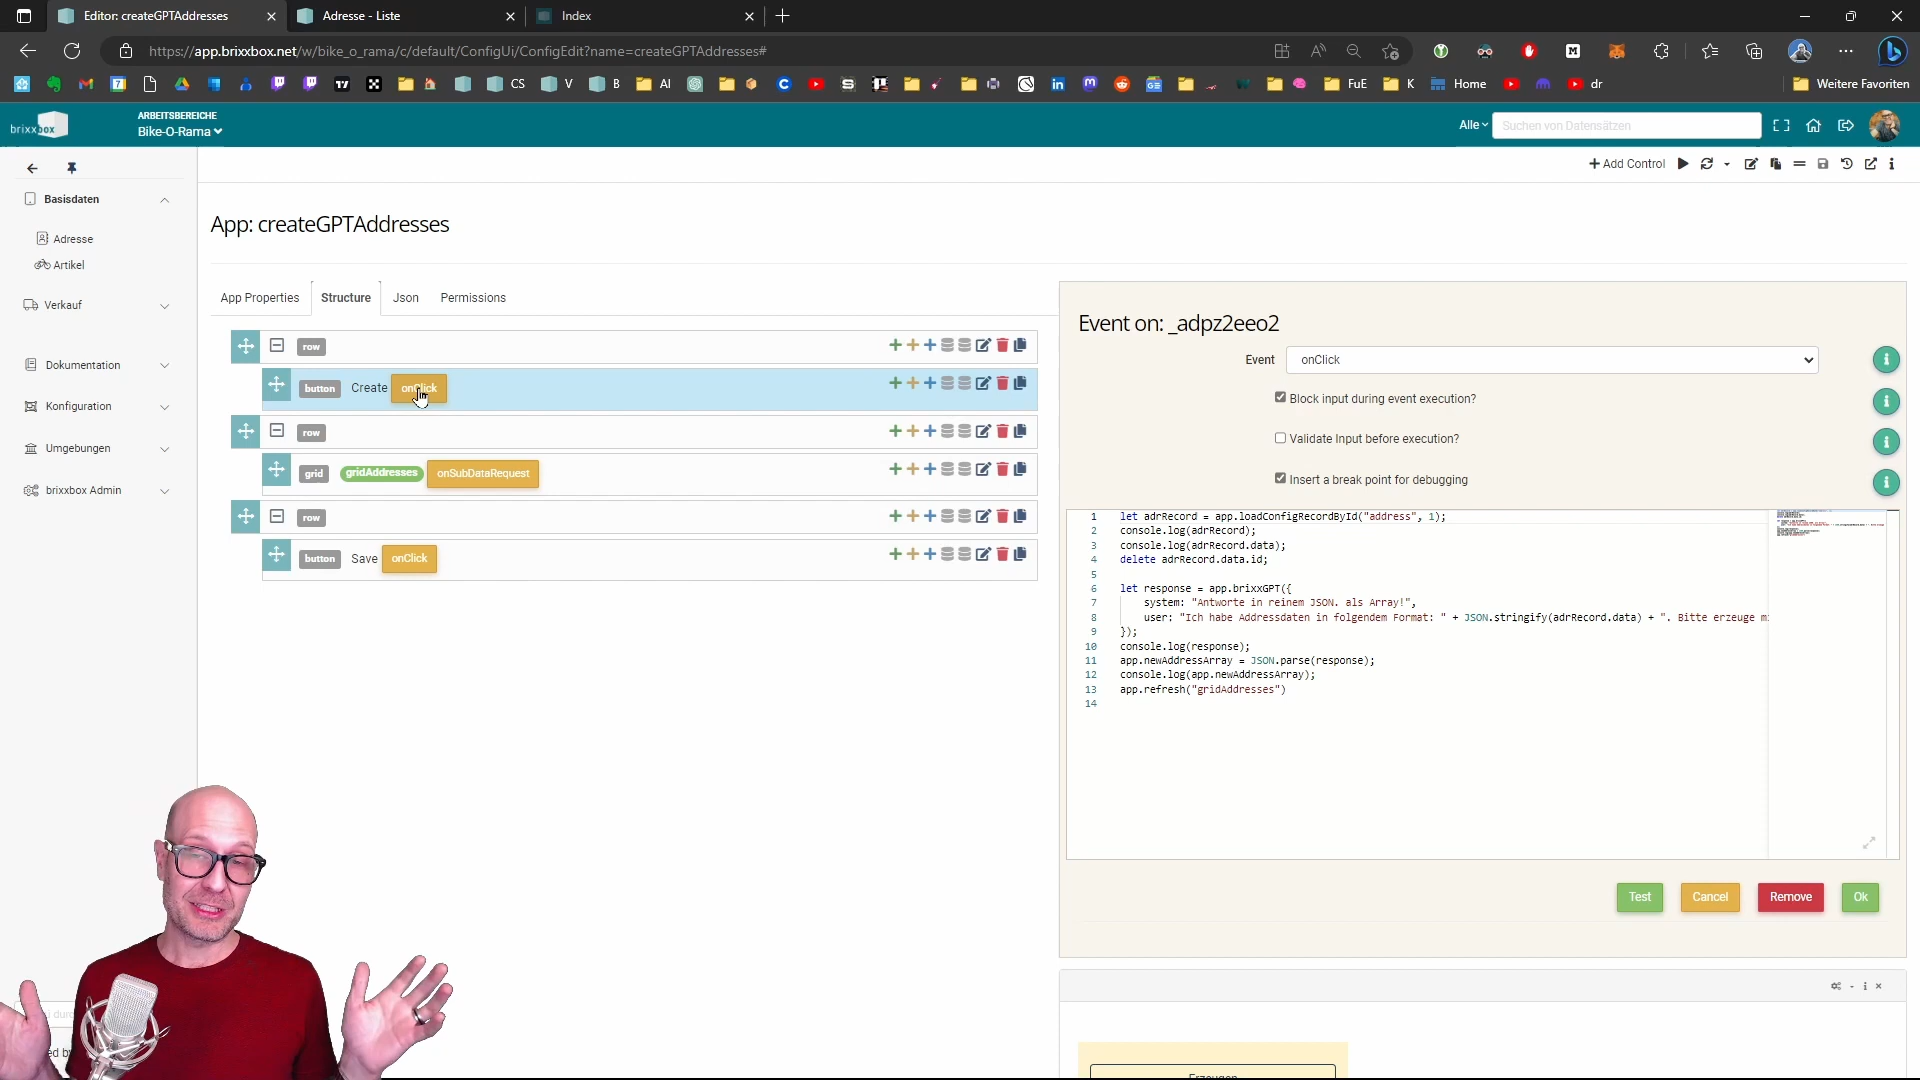 Editor: createGPTAddresses
Adresse - Liste
Index
https://app.brixxbox.net/w/bike_o_rama/c/default/ConfigUi/ConfigEdit?name=createGPTAddresses#
CS
V
B
AI
FuE
K
Home
dr
Weitere Favoriten
brixxbox
ARBEITSBEREICHE
Bike-O-Rama
Alle
Suchen von Datensätzen
Add Control
Basisdaten
Adresse
Artikel
Verkauf
Dokumentation
Konfiguration
Umgebungen
brixxbox Admin
App: createGPTAddresses
App Properties
Structure
Json
Permissions
row
button Create onClick
row
grid gridAddresses onSubDataRequest
row
button Save onClick
Event on: _adpz2eeo2
Event onClick
Block input during event execution?
Validate Input before execution?
Insert a break point for debugging
1 let adrRecord = app.loadConfigRecordById("address", 1);
2 console.log(adrRecord);
3 console.log(adrRecord.data);
4 delete adrRecord.data.id;
5
6 let response = app.brixxGPT({
7 system: "Antworte in reinem JSON. als Array!",
8 user: "Ich habe Addressdaten in folgendem Format: " + JSON.stringify(adrRecord.data) + ". Bitte erzeuge
9 });
10 console.log(response);
11 app.newAddressArray = JSON.parse(response);
12 console.log(app.newAddressArray);
13 app.refresh("gridAddresses")
14
Test
Cancel
Remove
Ok
Erzeugen